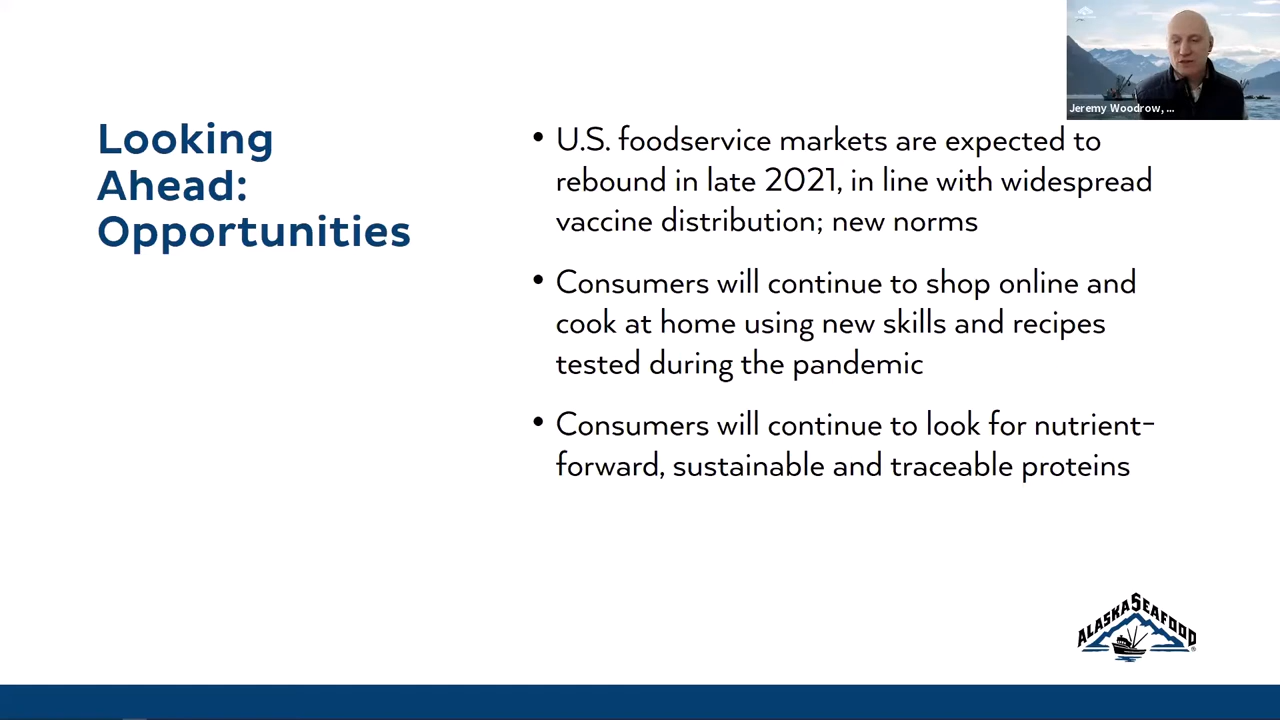 Jeremy Woodrow, ...
Looking
Ahead:
Opportunities
• U.S. foodservice markets are expected to
rebound in late 2021, in line with widespread
vaccine distribution; new norms
• Consumers will continue to shop online and
cook at home using new skills and recipes
tested during the pandemic
• Consumers will continue to look for nutrient-
forward, sustainable and traceable proteins
ALASKA SEAFOOD®